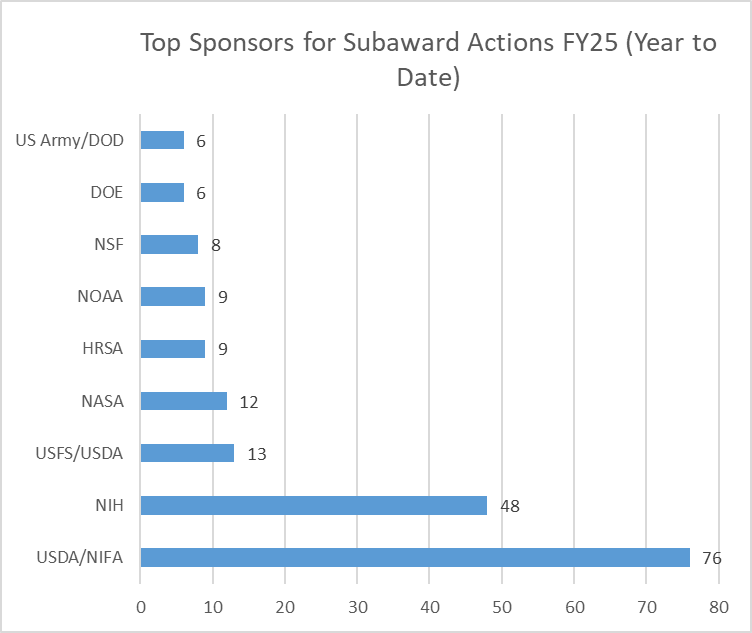 Top Sponsors for Subaward Actions FY25 (Year to
Date)
US Army/DOD 6
DOE 6
NSF 8
NOAA 9
HRSA 9
NASA 12
USFS/USDA 13
NIH 48
USDA/NIFA 76
0 10 20 30 40 50 60 70 80